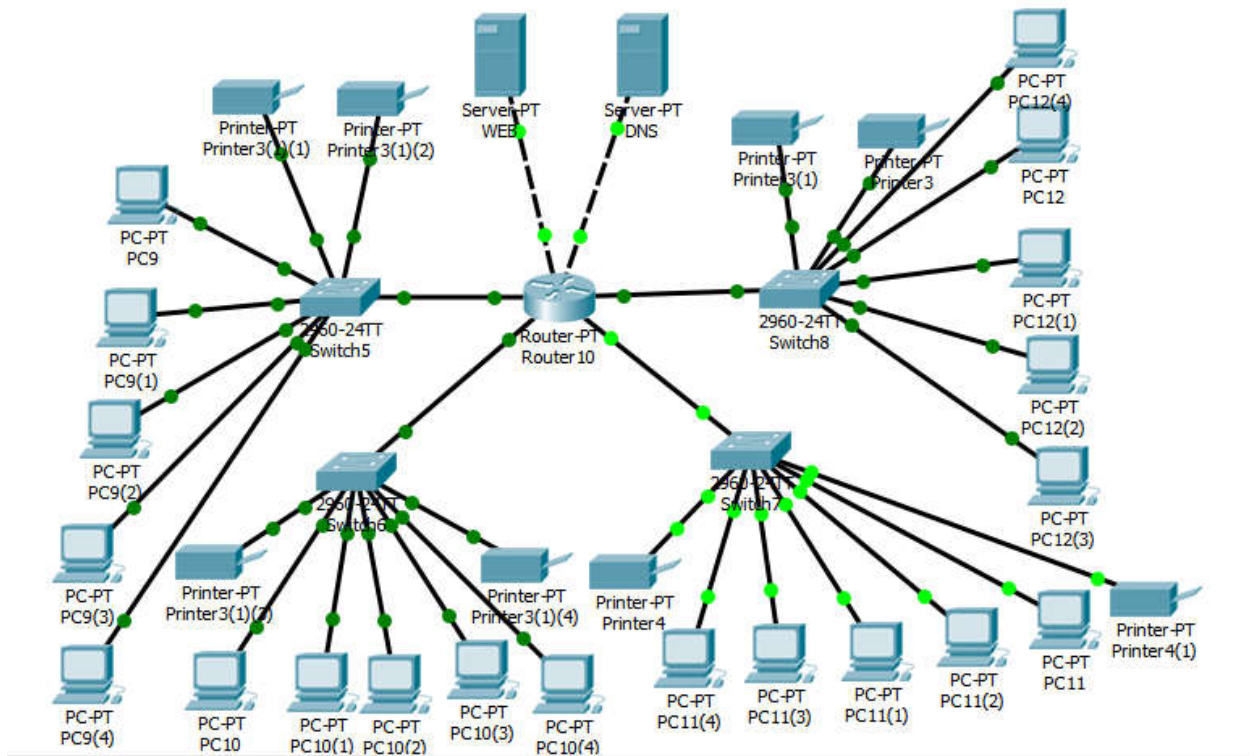 PC-PT
PC12(4)
Server-PT
WEB
Server-PT
DNS
Printer-PT
Printer3(1)(1)
Printer-PT
Printer3(1)(2)
Printer-PT
Printer3(1)
Printer-PT
Printer3
PC-PT
PC12
PC-PT
PC9
PC-PT
PC12(1)
2960-24TT
Switch5
Router-PT
Router10
2960-24TT
Switch8
PC-PT
PC9(1)
PC-PT
PC12(2)
PC-PT
PC9(2)
2960-24TT
Switch6
2960-24TT
Switch7
PC-PT
PC12(3)
PC-PT
PC9(3)
Printer-PT
Printer3(1)(3)
Printer-PT
Printer3(1)(4)
Printer-PT
Printer4
Printer-PT
Printer4(1)
PC-PT
PC9(4)
PC-PT
PC10
PC-PT
PC10(1)
PC-PT
PC10(2)
PC-PT
PC10(3)
PC-PT
PC10(4)
PC-PT
PC11(4)
PC-PT
PC11(3)
PC-PT
PC11(1)
PC-PT
PC11(2)
PC-PT
PC11